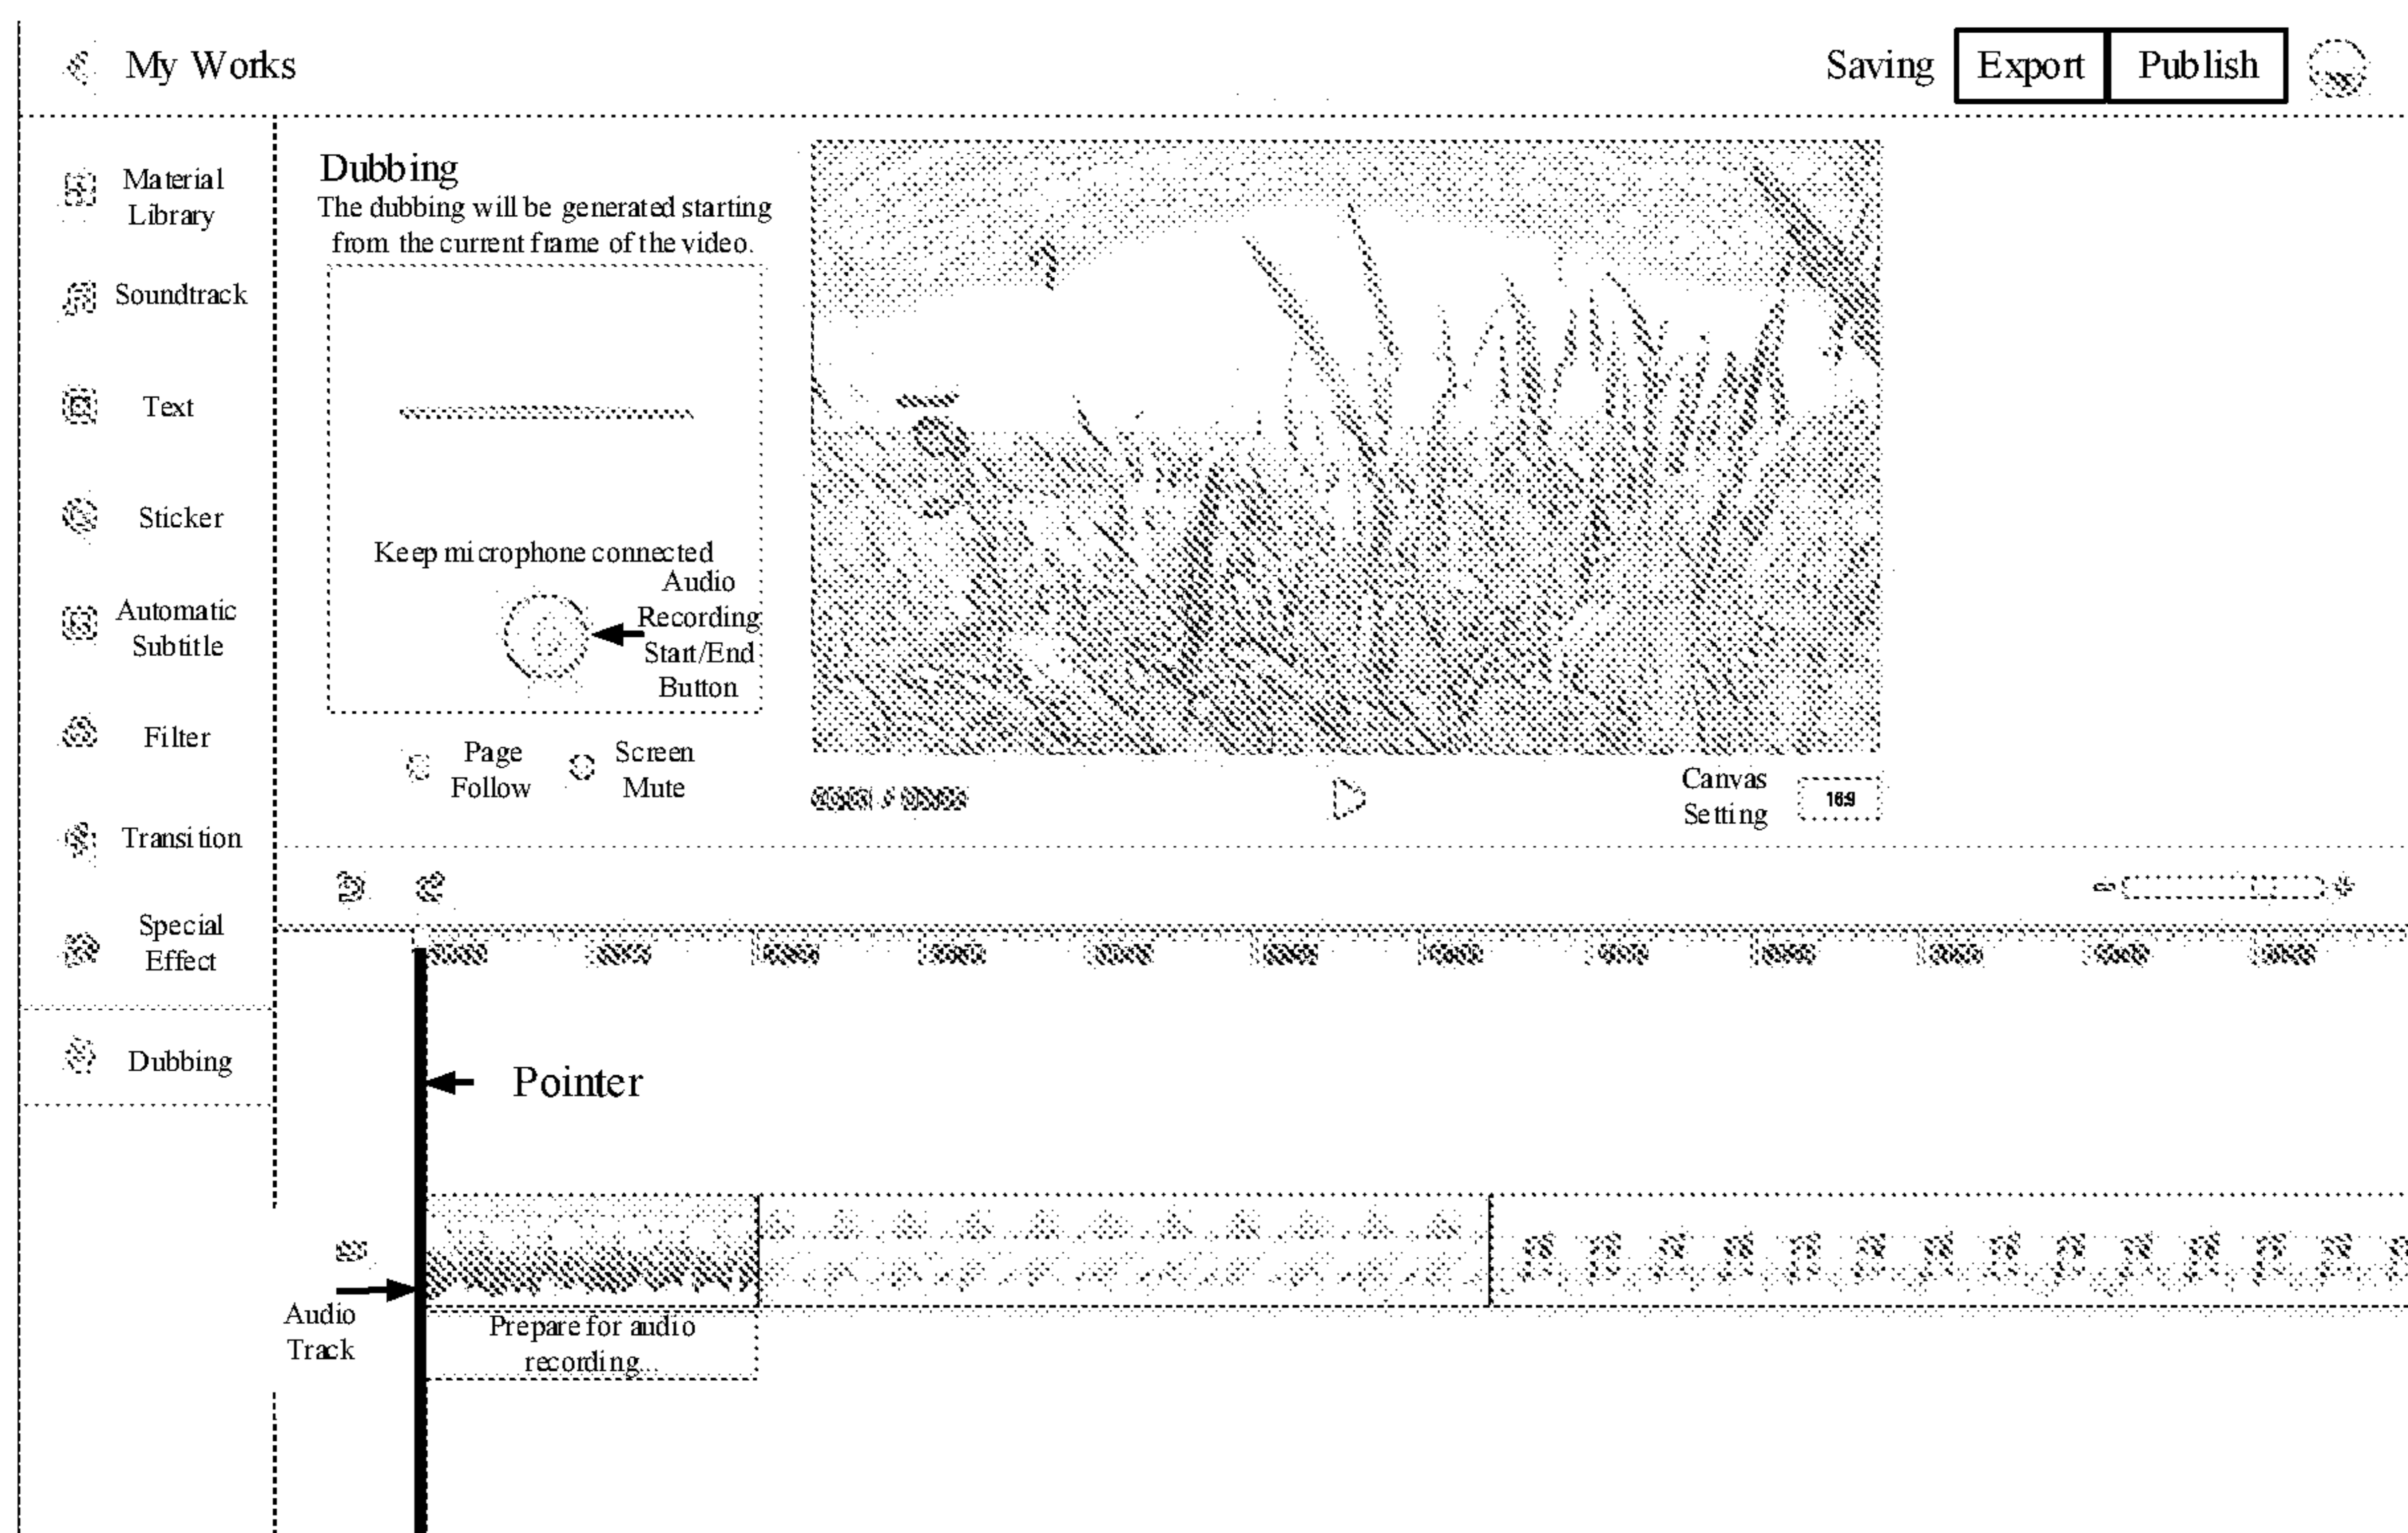 My Works
Saving
Export
Publish
Material
Library
Soundtrack
Text
Sticker
Automatic
Subtitle
Filter
Transition
Special
Effect
Dubbing
Dubbing
The dubbing will be generated starting
from the current frame of the video.
Keep microphone connected
Audio
Recording
Start/End
Button
Page
Follow
Screen
Mute
Canvas
Setting
16:9
Pointer
Audio
Track
Prepare for audio
recording...